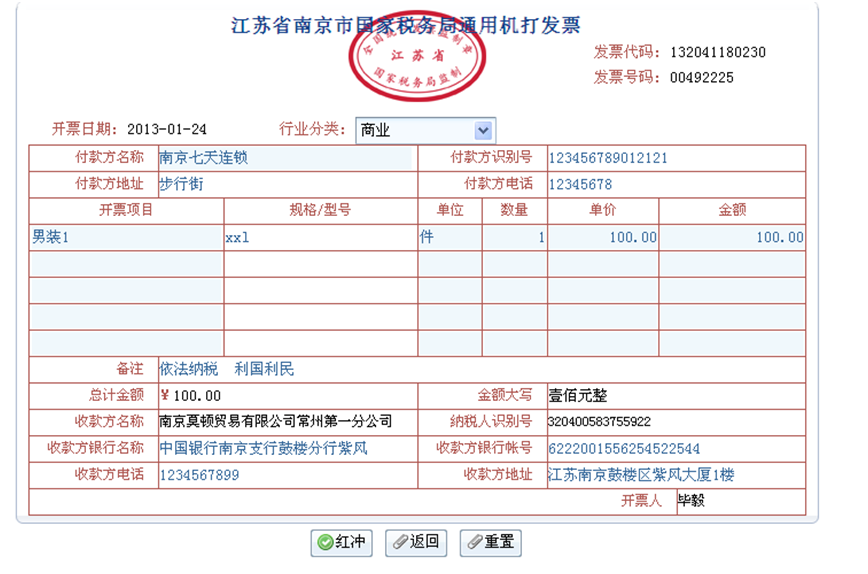 江苏省南京市国家税务局通用机打发票
全国统一发票监制章
江苏省
国家税务局监制
发票代码： 132041180230
发票号码： 00492225
开票日期： 2013-01-24 行业分类： 商业
付款方名称 南京七天连锁 付款方识别号 123456789012121
付款方地址 步行街 付款方电话 12345678
开票项目 规格/型号 单位 数量 单价 金额
男装1 xxl 件 1 100.00 100.00
备注 依法纳税 利国利民
总计金额 ¥ 100.00 金额大写 壹佰元整
收款方名称 南京莫顿贸易有限公司常州第一分公司 纳税人识别号 320400583755922
收款方银行名称 中国银行南京支行鼓楼分行紫风 收款方银行帐号 6222001556254522544
收款方电话 1234567899 收款方地址 江苏南京鼓楼区紫风大厦1楼
开票人 毕毅
红冲 返回 重置